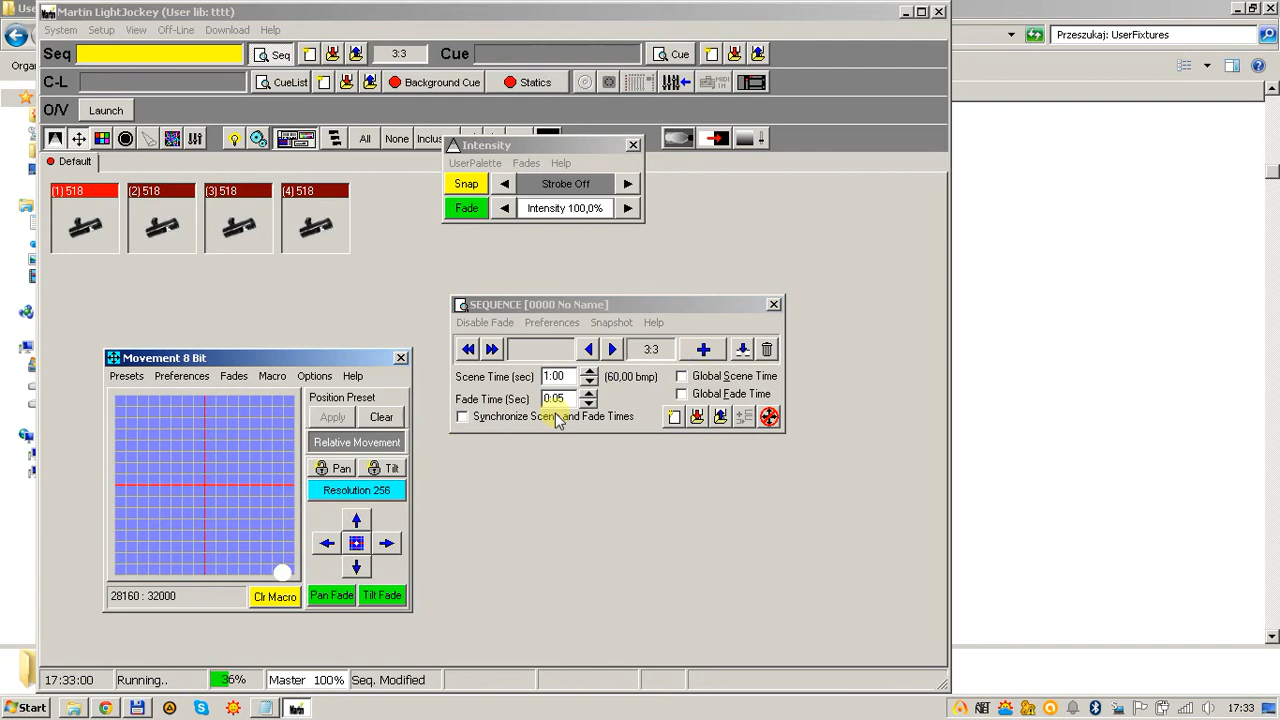 Martin LightJockey (User lib: tttt)
User
System Setup View Off-Line Download Help
Przeszukaj: UserFixtures
Organ
Seq Seq 3:3 Cue Cue
C-L CueList Background Cue Statics
MIDI IN
O/V Launch
All None Inclus
Default
Intensity
UserPalette Fades Help
Snap Strobe Off
Fade Intensity 100,0%
(1) 518 (2) 518 (3) 518 (4) 518
SEQUENCE [0000 No Name]
Disable Fade Preferences Snapshot Help
3:3
Scene Time (sec) 1:00 (60,00 bmp) Global Scene Time
Fade Time (Sec) 0:05 Global Fade Time
Synchronize Scene and Fade Times
Movement 8 Bit
Presets Preferences Fades Macro Options Help
Position Preset
Apply Clear
Relative Movement
Pan Tilt
Resolution 256
28160 : 32000 Clr Macro Pan Fade Tilt Fade
17:33:00 Running.. 36% Master 100% Seq. Modified
Start 17:33